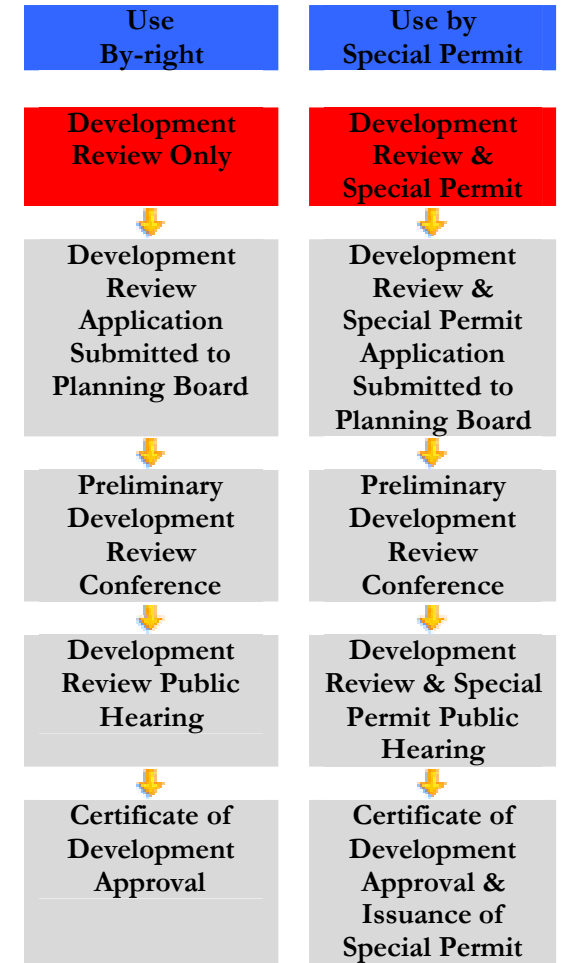 Use
By-right
Use by
Special Permit
Development
Review Only
Development
Review &
Special Permit
Development
Review
Application
Submitted to
Planning Board
Development
Review &
Special Permit
Application
Submitted to
Planning Board
Preliminary
Development
Review
Conference
Preliminary
Development
Review
Conference
Development
Review Public
Hearing
Development
Review & Special
Permit Public
Hearing
Certificate of
Development
Approval
Certificate of
Development
Approval &
Issuance of
Special Permit